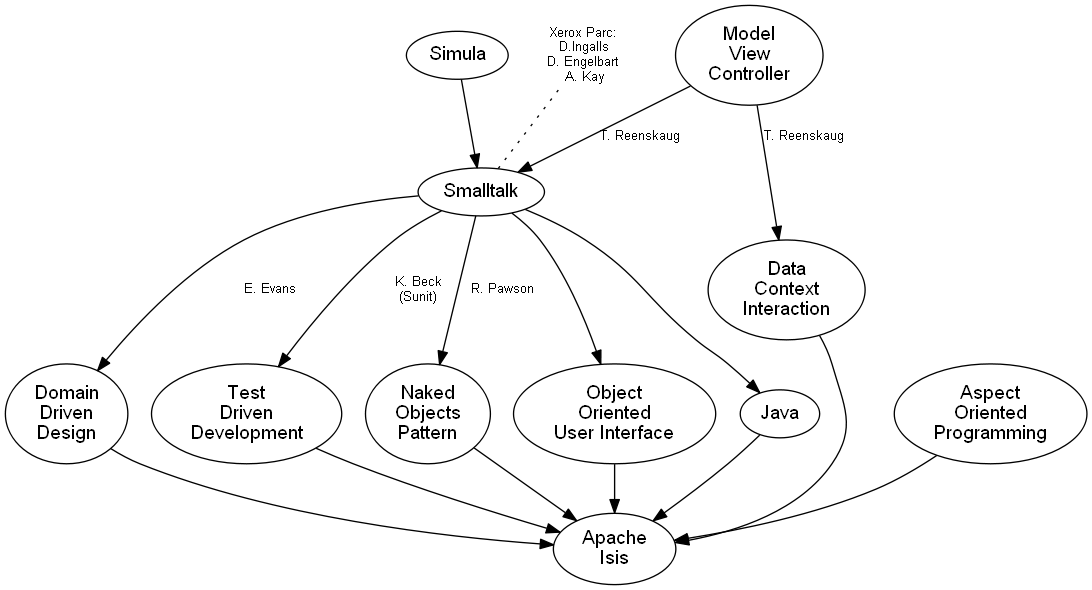 Simula
Xerox Parc:
D.Ingalls
D. Engelbart
A. Kay
Model
View
Controller
T. Reenskaug
T. Reenskaug
Smalltalk
Data
Context
Interaction
E. Evans
K. Beck
(Sunit)
R. Pawson
Domain
Driven
Design
Test
Driven
Development
Naked
Objects
Pattern
Object
Oriented
User Interface
Java
Aspect
Oriented
Programming
Apache
Isis